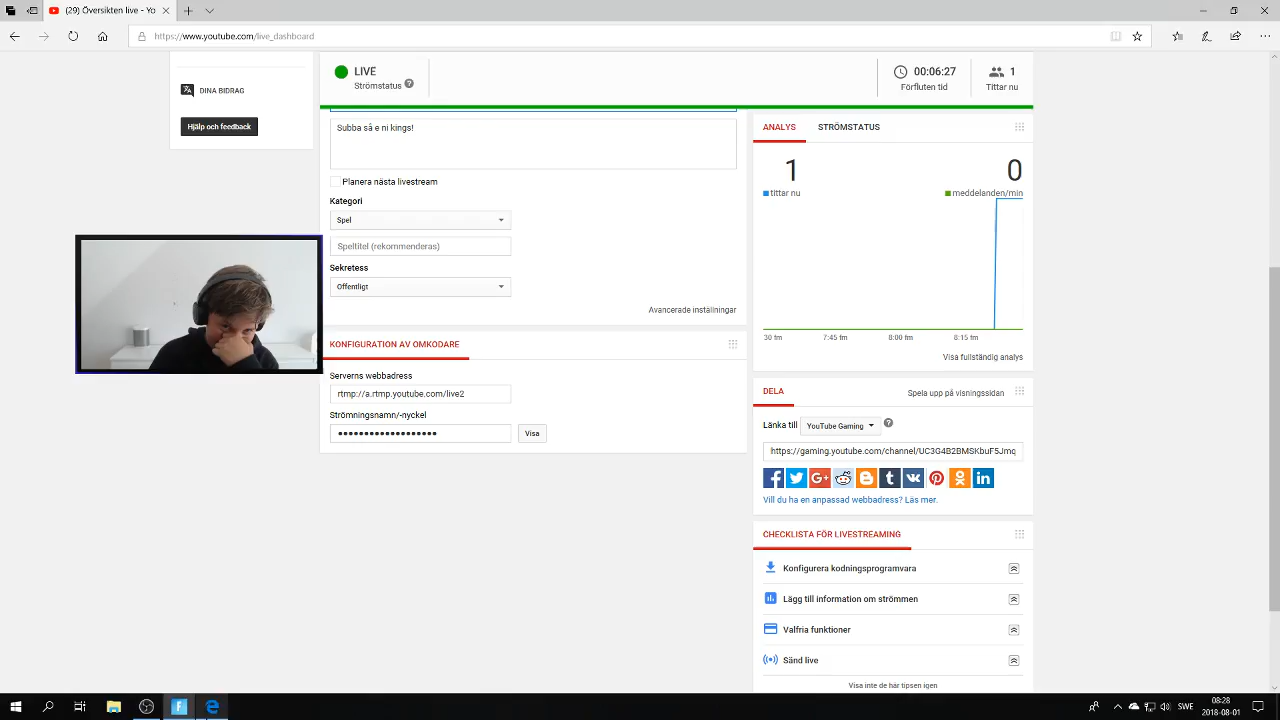 (29) Översikten live - Yo
https://www.youtube.com/live_dashboard
DINA BIDRAG
Hjälp och feedback
LIVE
Strömstatus ?
00:06:27
Förfluten tid
1
Tittar nu
Subba så e ni kings!
Planera nästa livestream
Kategori
Spel
Speltitel (rekommenderas)
Sekretess
Offentligt
Avancerade inställningar
KONFIGURATION AV OMKODARE
Serverns webbadress
rtmp://a.rtmp.youtube.com/live2
Strömningsnamn/-nyckel
•••••••••••••••••••
Visa
ANALYS STRÖMSTATUS
1 0
tittar nu meddelanden/min
30 fm 7:45 fm 8:00 fm 8:15 fm
Visa fullständig analys
DELA Spela upp på visningssidan
Länka till YouTube Gaming ?
https://gaming.youtube.com/channel/UC3G4B2BMSKbuF5Jmq
Vill du ha en anpassad webbadress? Läs mer.
CHECKLISTA FÖR LIVESTREAMING
Konfigurera kodningsprogramvara
Lägg till information om strömmen
Valfria funktioner
Sänd live
Visa inte de här tipsen igen
SWE
08:28
2018-08-01